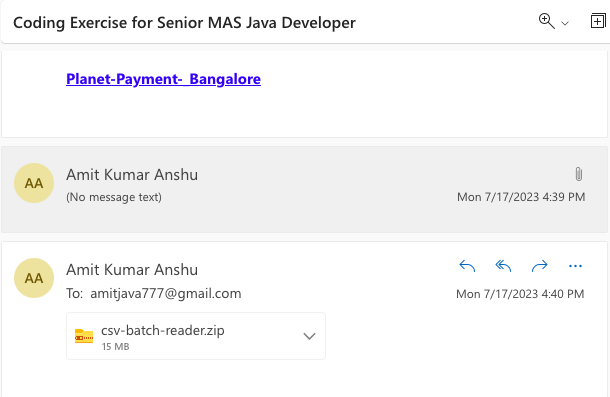 Coding Exercise for Senior MAS Java Developer
Planet-Payment-_Bangalore
AA
Amit Kumar Anshu
(No message text)
Mon 7/17/2023 4:39 PM
AA
Amit Kumar Anshu
To: amitjava777@gmail.com
Mon 7/17/2023 4:40 PM
csv-batch-reader.zip
15 MB